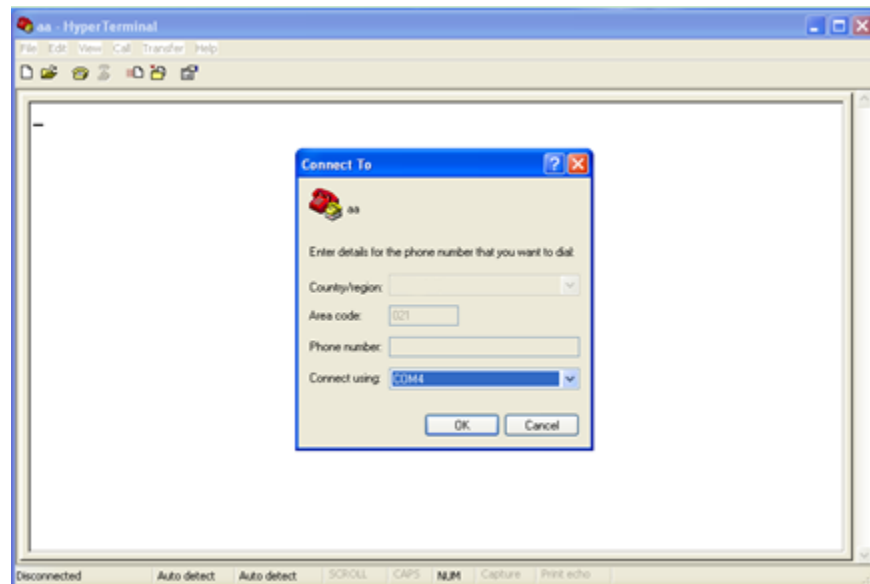 aa - HyperTerminal
File Edit View Call Transfer Help
Connect To
aa
Enter details for the phone number that you want to dial:
Country/region:
Area code: 021
Phone number:
Connect using: COM4
OK Cancel
Disconnected Auto detect Auto detect SCROLL CAPS NUM Capture Print echo